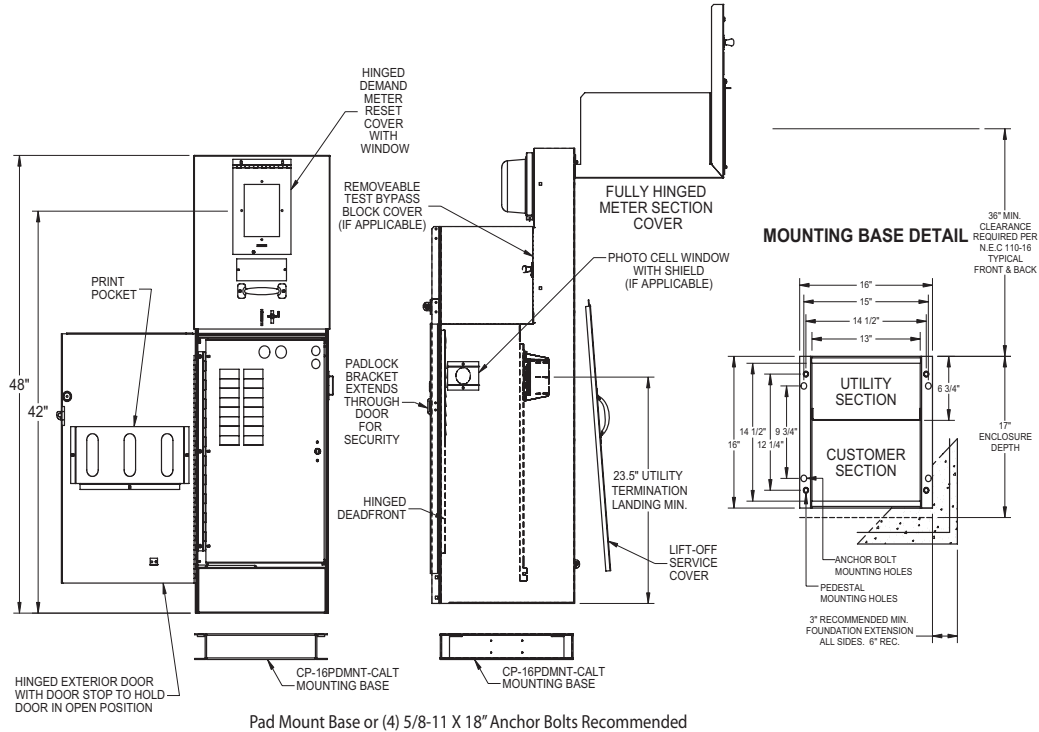 HINGED
DEMAND
METER
RESET
COVER
WITH
WINDOW
REMOVEABLE
TEST BYPASS
BLOCK COVER
(IF APPLICABLE)
FULLY HINGED
METER SECTION
COVER
PHOTO CELL WINDOW
WITH SHIELD
(IF APPLICABLE)
PRINT
POCKET
48"
42"
PADLOCK
BRACKET
EXTENDS
THROUGH
DOOR
FOR
SECURITY
HINGED
DEADFRONT
23.5" UTILITY
TERMINATION
LANDING MIN.
LIFT-OFF
SERVICE
COVER
HINGED EXTERIOR DOOR
WITH DOOR STOP TO HOLD
DOOR IN OPEN POSITION
CP-16PDMNT-CALT
MOUNTING BASE
CP-16PDMNT-CALT
MOUNTING BASE
MOUNTING BASE DETAIL
36" MIN.
CLEARANCE
REQUIRED PER
N.E.C 110-16
TYPICAL
FRONT & BACK
16"
15"
14 1/2"
13"
UTILITY
SECTION
6 3/4"
CUSTOMER
SECTION
16"
14 1/2"
12 1/4"
9 3/4"
17"
ENCLOSURE
DEPTH
ANCHOR BOLT
MOUNTING HOLES
PEDESTAL
MOUNTING HOLES
3" RECOMMENDED MIN.
FOUNDATION EXTENSION
ALL SIDES. 6" REC.
Pad Mount Base or (4) 5/8-11 X 18" Anchor Bolts Recommended